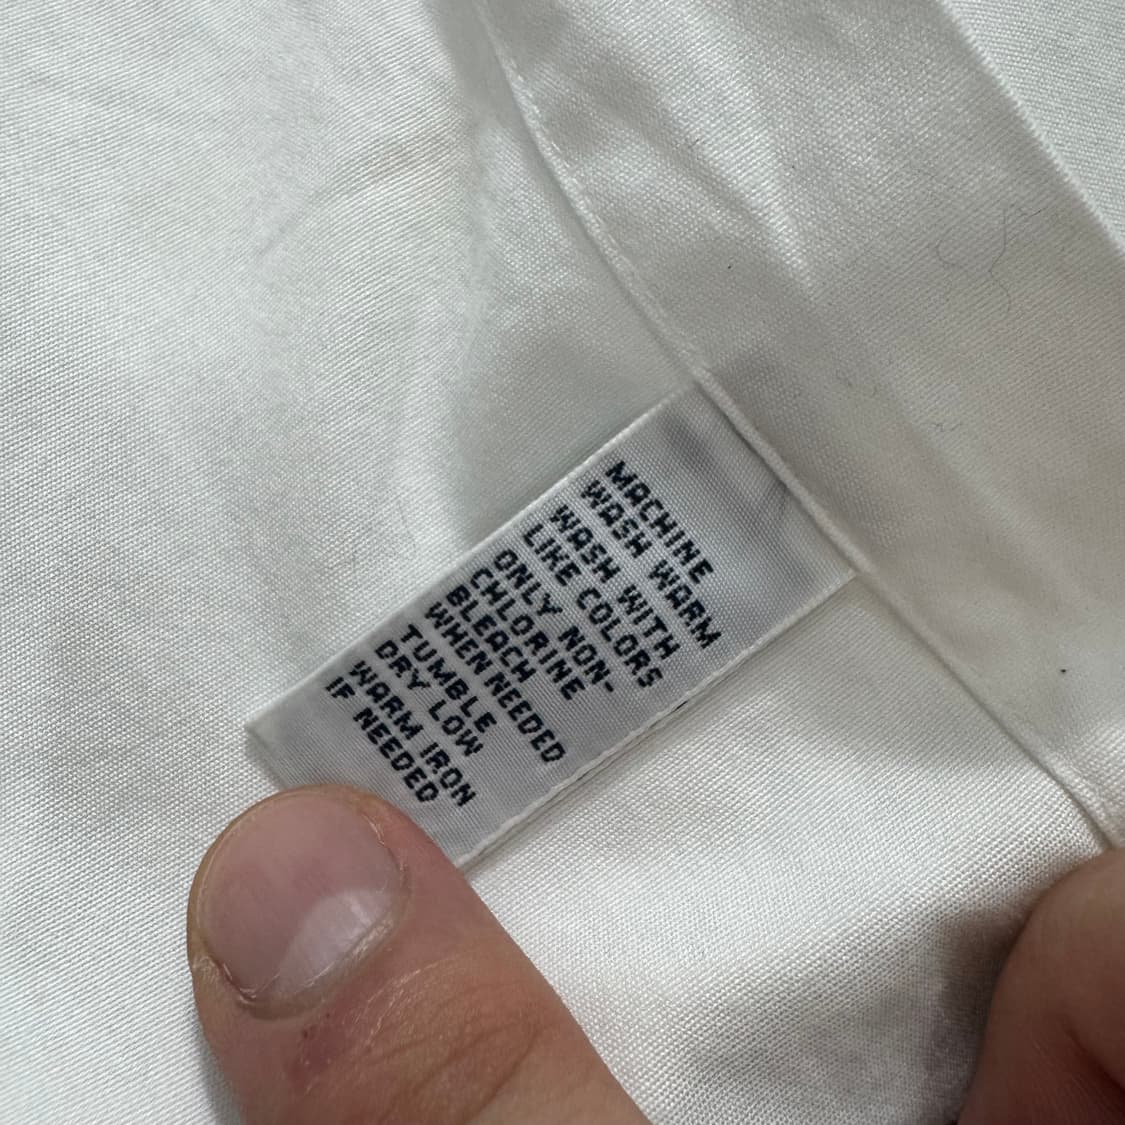 MACHINE
WASH WARM
WASH WITH
LIKE COLORS
ONLY NON-
CHLORINE
BLEACH
WHEN NEEDED
TUMBLE
DRY LOW
WARM IRON
IF NEEDED